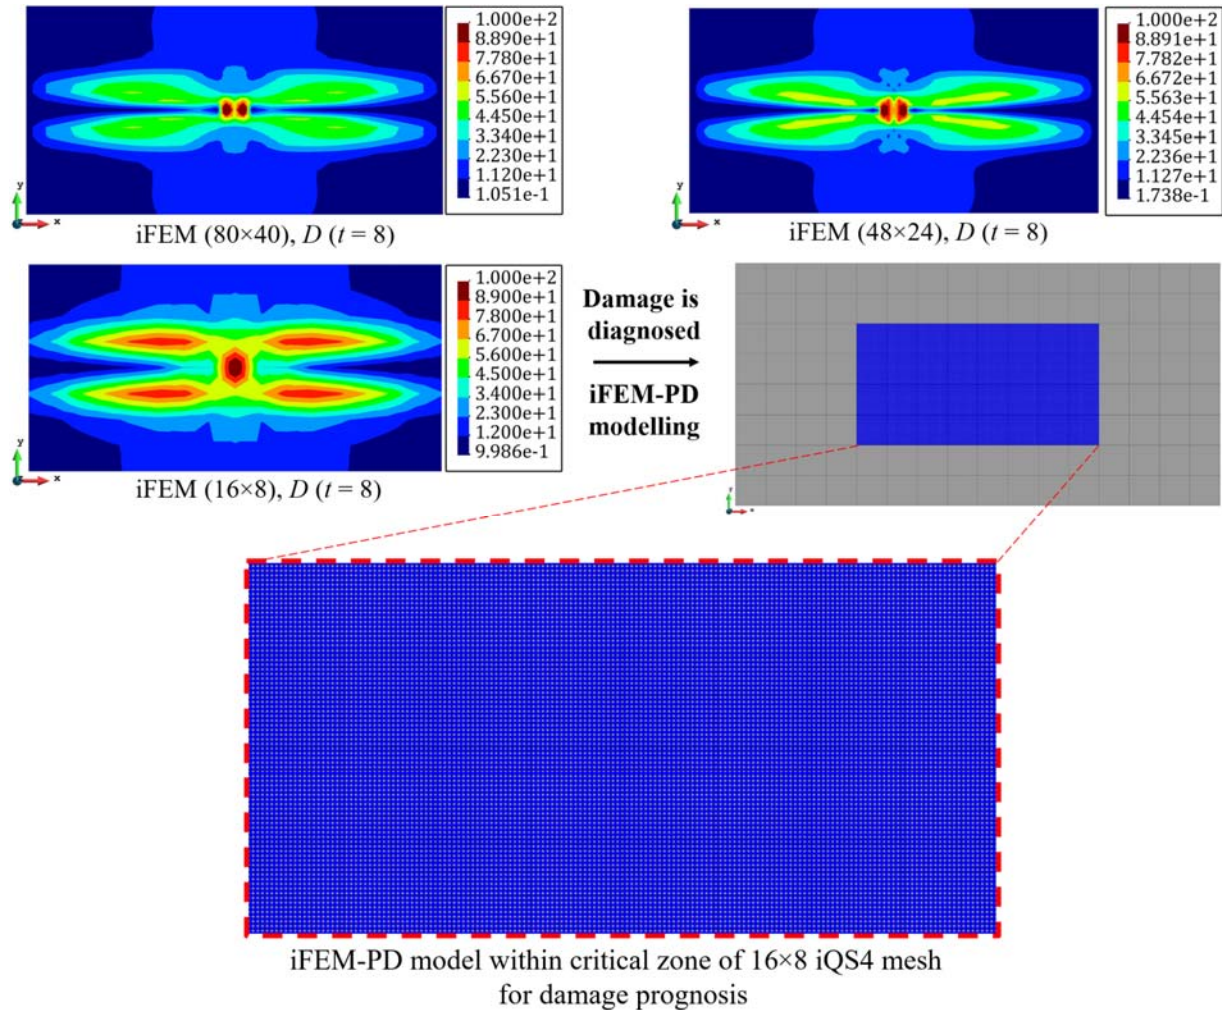 1.000e+2
8.890e+1
7.780e+1
6.670e+1
5.560e+1
4.450e+1
3.340e+1
2.230e+1
1.120e+1
1.051e-1
y
x
iFEM (80×40), D (t = 8)
1.000e+2
8.891e+1
7.782e+1
6.672e+1
5.563e+1
4.454e+1
3.345e+1
2.236e+1
1.127e+1
1.738e-1
y
x
iFEM (48×24), D (t = 8)
1.000e+2
8.900e+1
7.800e+1
6.700e+1
5.600e+1
4.500e+1
3.400e+1
2.300e+1
1.200e+1
9.986e-1
y
x
iFEM (16×8), D (t = 8)
Damage is
diagnosed
iFEM-PD
modelling
y
x
iFEM-PD model within critical zone of 16×8 iQS4 mesh
for damage prognosis